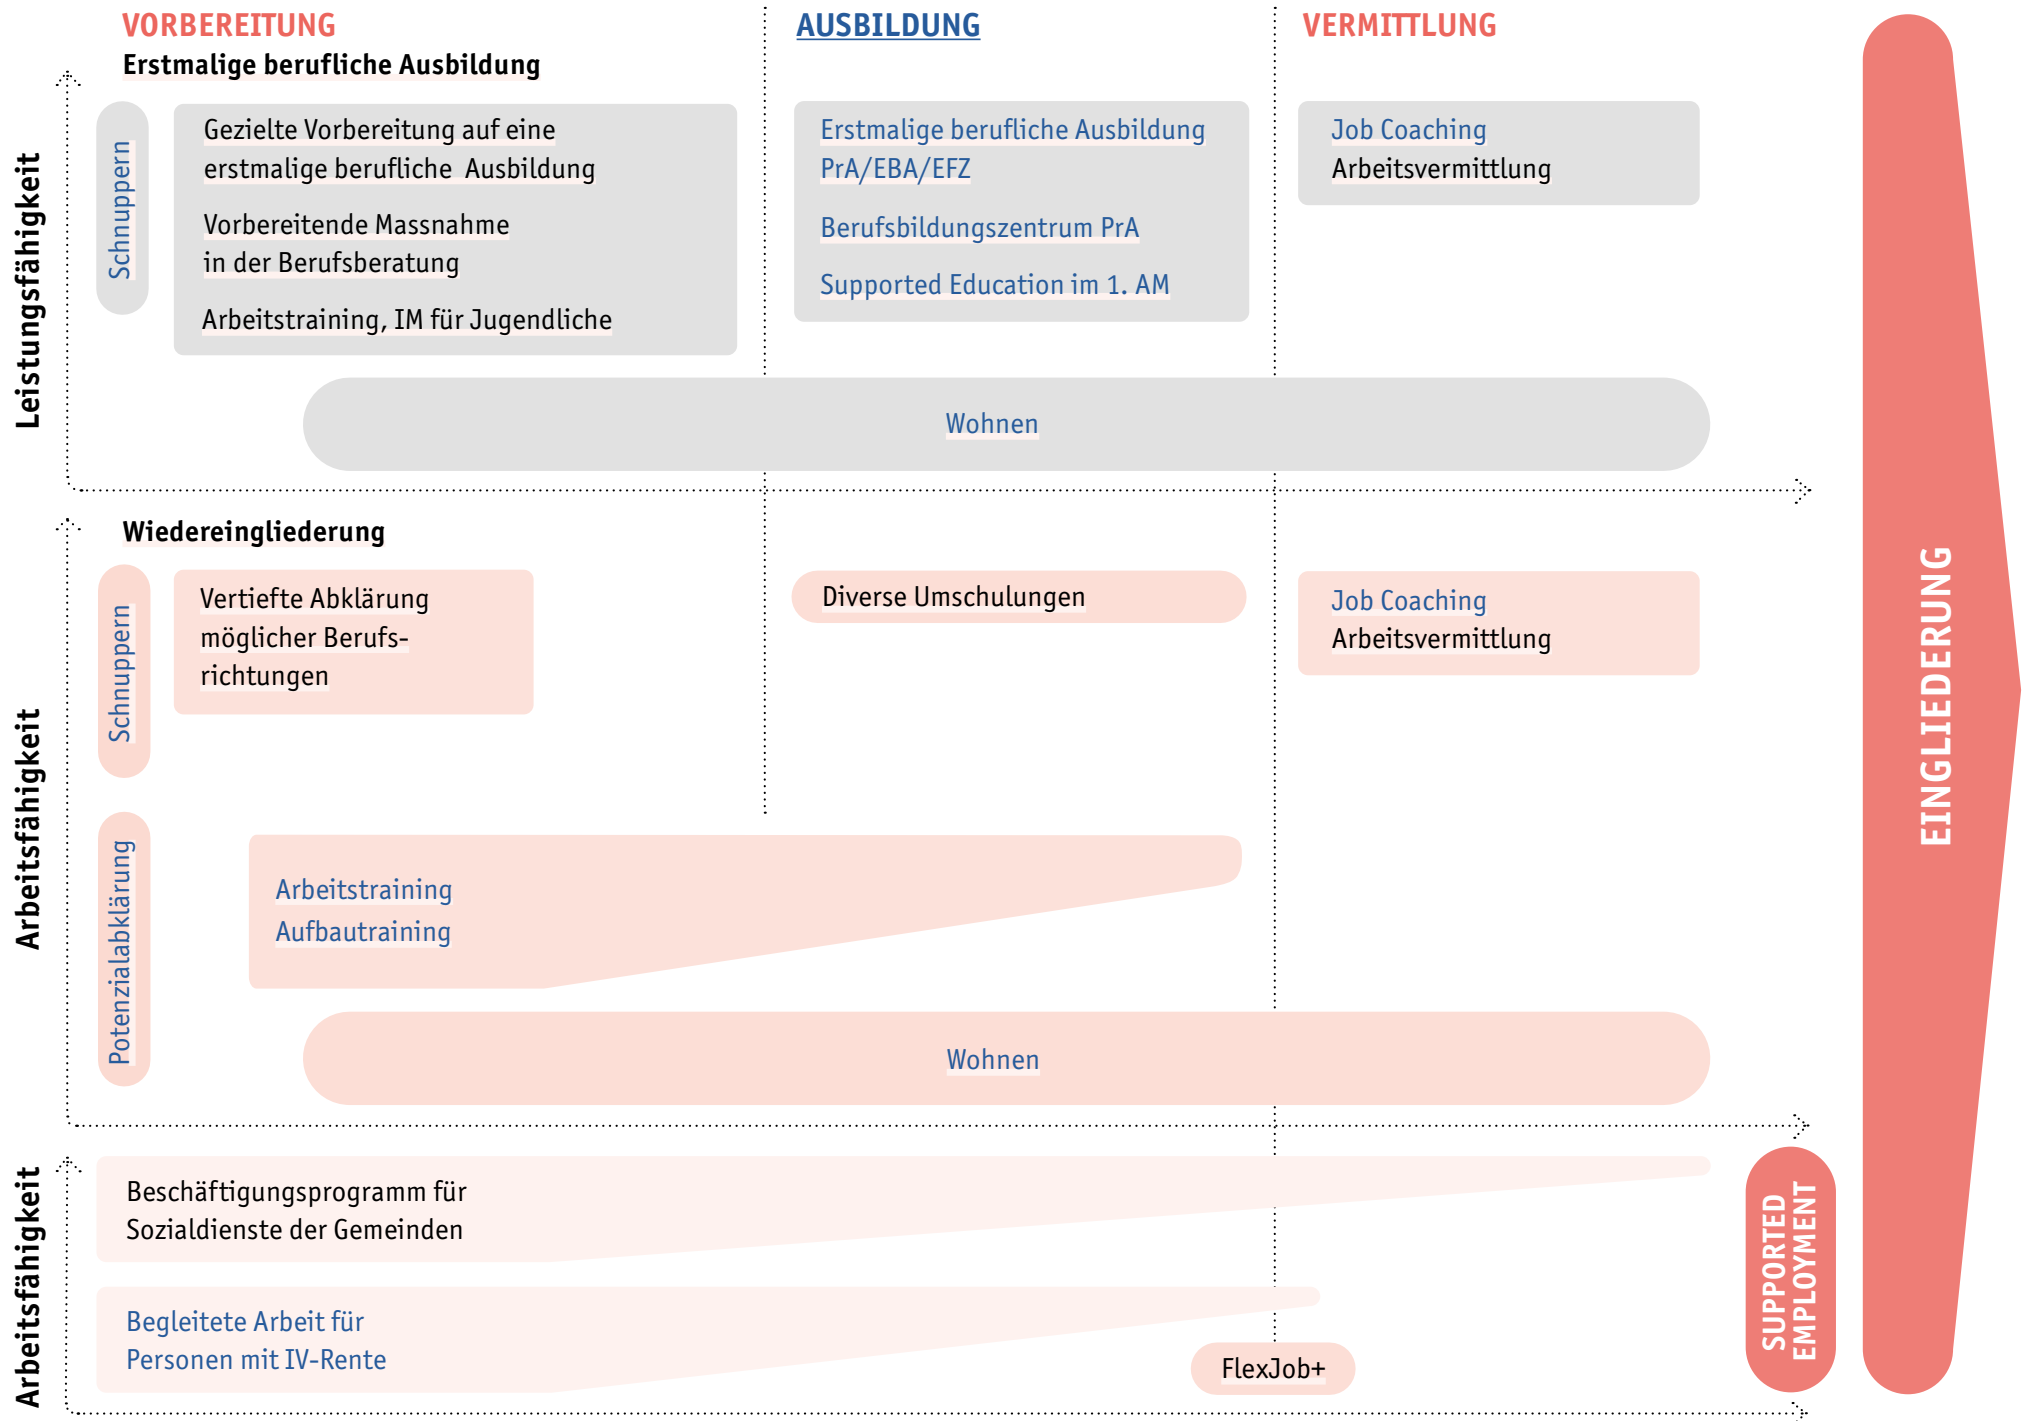 VORBEREITUNG
AUSBILDUNG
VERMITTLUNG
Erstmalige berufliche Ausbildung
Leistungsfähigkeit
Schnuppern
Gezielte Vorbereitung auf eine
erstmalige berufliche Ausbildung
Vorbereitende Massnahme
in der Berufsberatung
Arbeitstraining, IM für Jugendliche
Erstmalige berufliche Ausbildung
PrA/EBA/EFZ
Berufsbildungszentrum PrA
Supported Education im 1. AM
Job Coaching
Arbeitsvermittlung
Wohnen
Wiedereingliederung
Arbeitsfähigkeit
Schnuppern
Vertiefte Abklärung
möglicher Berufs-
richtungen
Diverse Umschulungen
Job Coaching
Arbeitsvermittlung
Potenzialabklärung
Arbeitstraining
Aufbautraining
Wohnen
Arbeitsfähigkeit
Beschäftigungsprogramm für
Sozialdienste der Gemeinden
Begleitete Arbeit für
Personen mit IV-Rente
FlexJob+
SUPPORTED
EMPLOYMENT
EINGLIEDERUNG